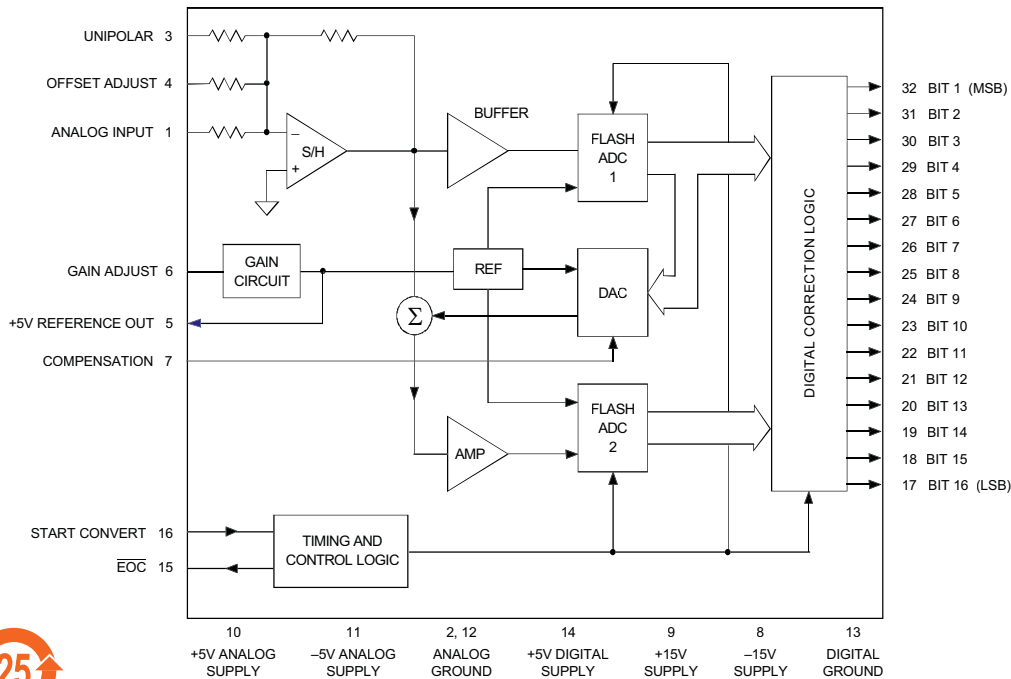 UNIPOLAR 3
OFFSET ADJUST 4
ANALOG INPUT 1
– S/H +
BUFFER
FLASH
ADC
1
GAIN ADJUST 6
GAIN
CIRCUIT
REF
DAC
+5V REFERENCE OUT 5
Σ
COMPENSATION 7
FLASH
ADC
2
AMP
START CONVERT 16
EOC 15
TIMING AND
CONTROL LOGIC
DIGITAL CORRECTION LOGIC
32 BIT 1 (MSB)
31 BIT 2
30 BIT 3
29 BIT 4
28 BIT 5
27 BIT 6
26 BIT 7
25 BIT 8
24 BIT 9
23 BIT 10
22 BIT 11
21 BIT 12
20 BIT 13
19 BIT 14
18 BIT 15
17 BIT 16 (LSB)
10
+5V ANALOG
SUPPLY
11
–5V ANALOG
SUPPLY
2, 12
ANALOG
GROUND
14
+5V DIGITAL
SUPPLY
9
+15V
SUPPLY
8
–15V
SUPPLY
13
DIGITAL
GROUND
25